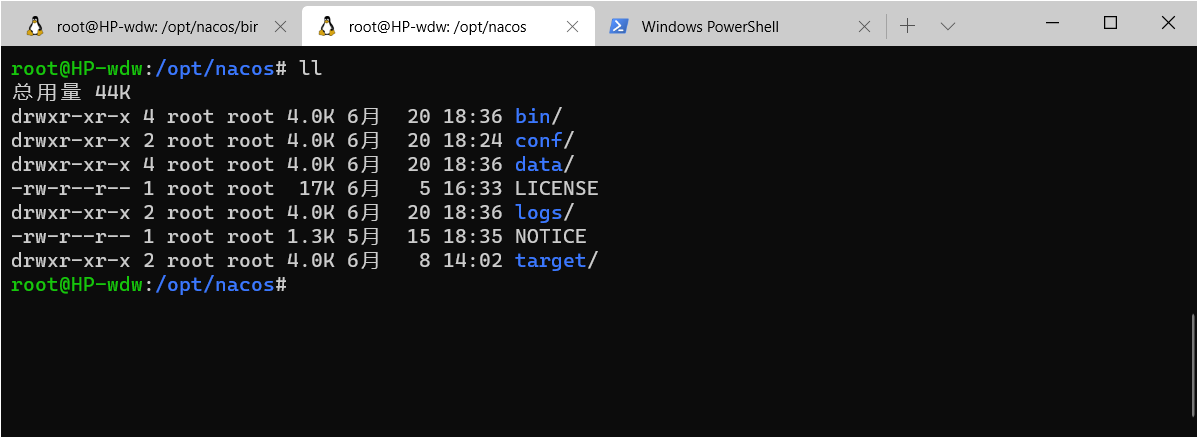 root@HP-wdw: /opt/nacos/bir
root@HP-wdw: /opt/nacos
Windows PowerShell
root@HP-wdw:/opt/nacos# ll
总用量 44K
drwxr-xr-x 4 root root 4.0K 6月  20 18:36 bin/
drwxr-xr-x 2 root root 4.0K 6月  20 18:24 conf/
drwxr-xr-x 4 root root 4.0K 6月  20 18:36 data/
-rw-r--r-- 1 root root  17K 6月   5 16:33 LICENSE
drwxr-xr-x 2 root root 4.0K 6月  20 18:36 logs/
-rw-r--r-- 1 root root 1.3K 5月  15 18:35 NOTICE
drwxr-xr-x 2 root root 4.0K 6月   8 14:02 target/
root@HP-wdw:/opt/nacos#